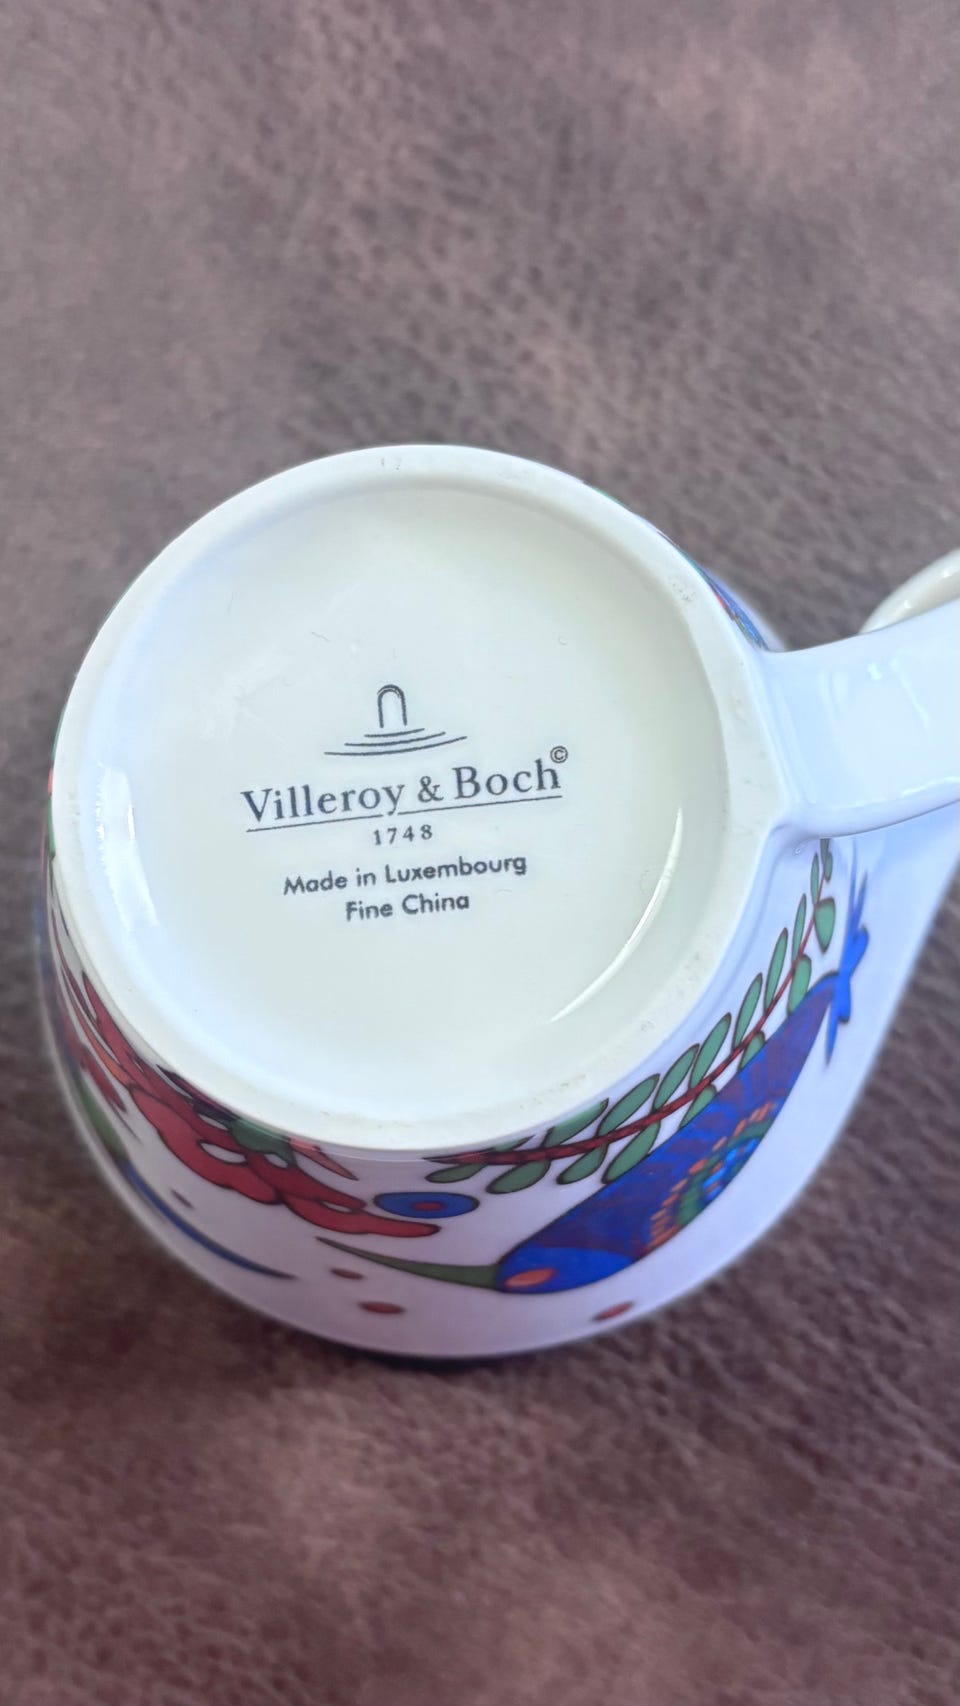 Villeroy & Boch©
1748
Made in Luxembourg
Fine China